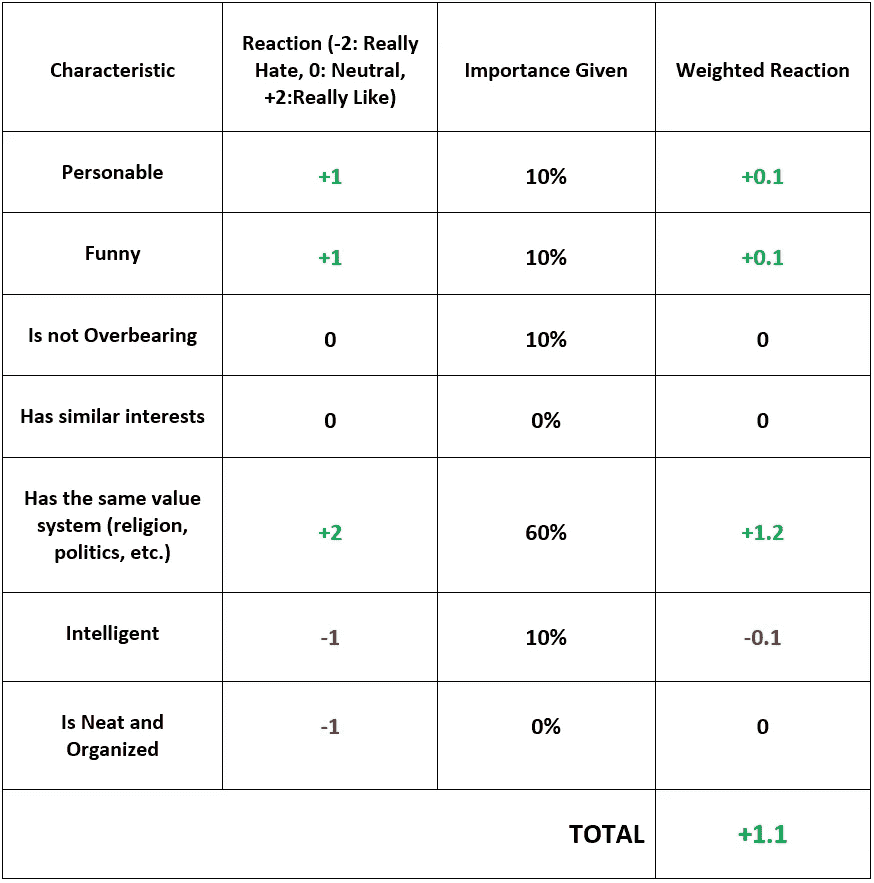 Characteristic
Reaction (-2: Really
Hate, 0: Neutral,
+2:Really Like)
Importance Given
Weighted Reaction
Personable
+1
10%
+0.1
Funny
+1
10%
+0.1
Is not Overbearing
0
10%
0
Has similar interests
0
0%
0
Has the same value
system (religion,
politics, etc.)
+2
60%
+1.2
Intelligent
-1
10%
-0.1
Is Neat and
Organized
-1
0%
0
TOTAL
+1.1